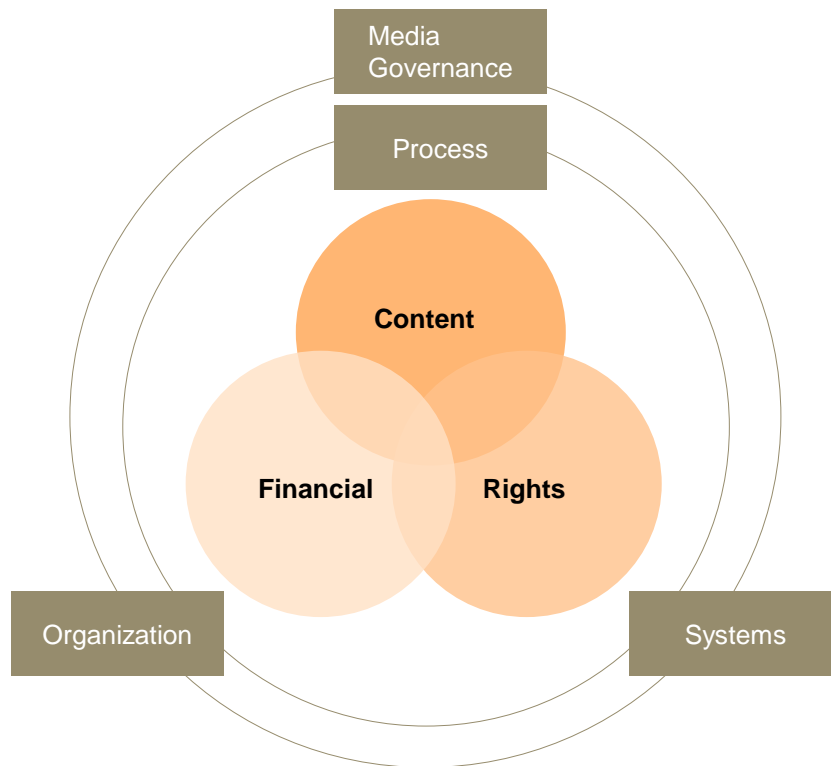 Media
Governance
Process
Content
Financial
Rights
Organization
Systems